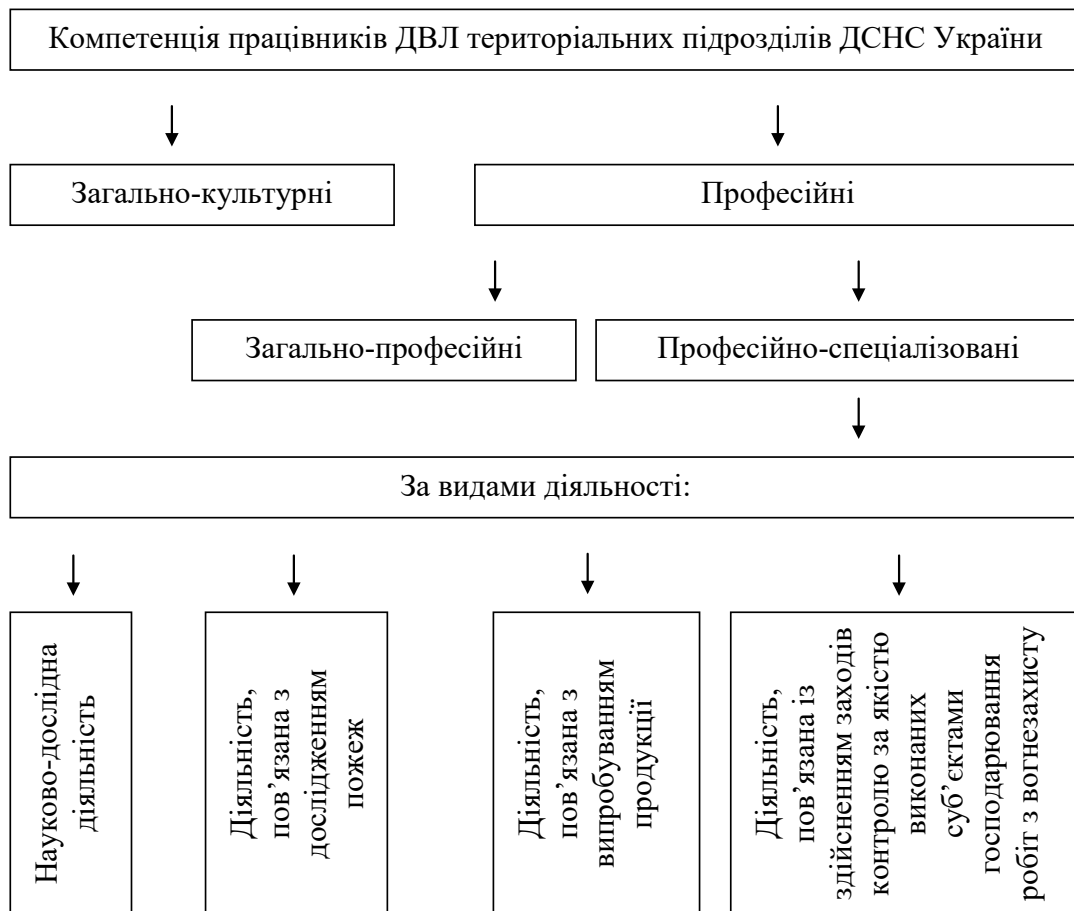 Компетенція працівників ДВЛ територіальних підрозділів ДСНС України
Загально-культурні
Професійні
Загально-професійні
Професійно-спеціалізовані
За видами діяльності:
Науково-дослідна
діяльність
Діяльність,
пов’язана з
дослідженням
пожеж
Діяльність,
пов’язана з
випробуванням
продукції
Діяльність,
пов’язана із
здійсненням заходів
контролю за якістю
виконаних
суб’єктами
господарювання
робіт з вогнезахисту